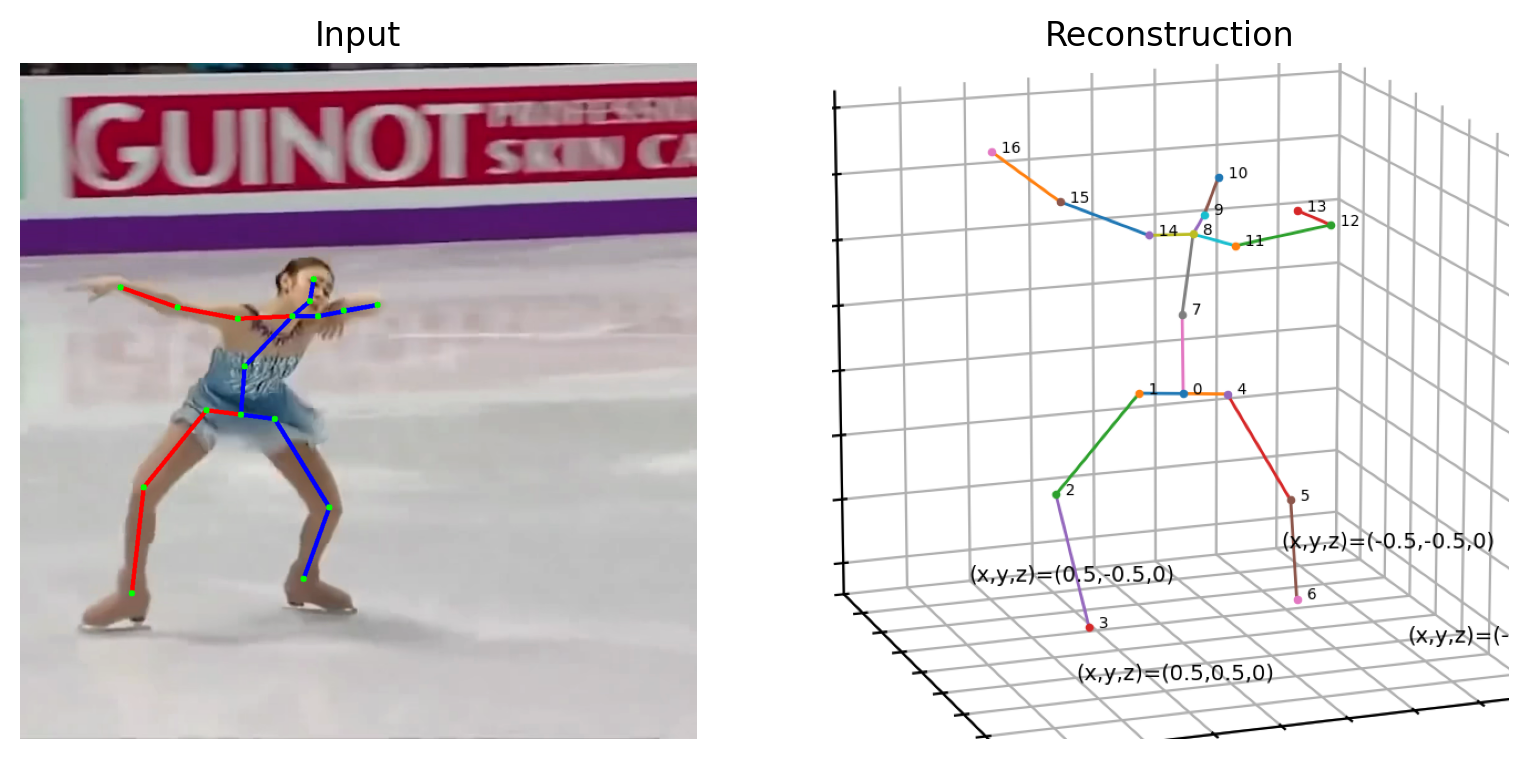 Input
Reconstruction
GUINOT
PROFESSIO
SKIN CA
16
10
15
9
13
12
14
8
11
7
1
0
4
2
5
(x,y,z)=(-0.5,-0.5,0)
(x,y,z)=(0.5,-0.5,0)
6
3
(x,y,z)=(-
(x,y,z)=(0.5,0.5,0)